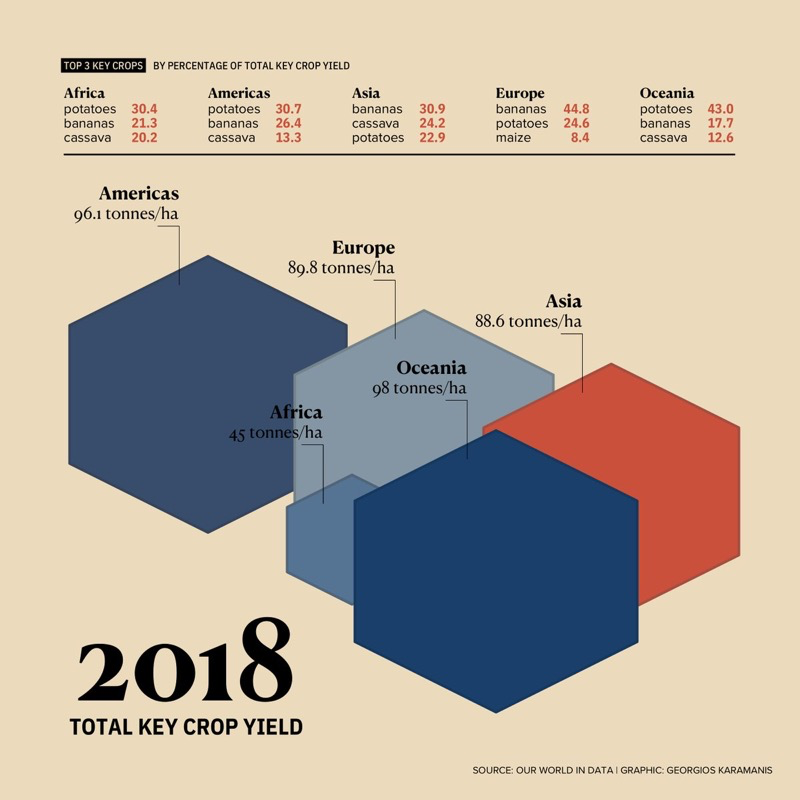 TOP 3 KEY CROPS BY PERCENTAGE OF TOTAL KEY CROP YIELD
Africa
potatoes 30.4
bananas 21.3
cassava 20.2
Americas
potatoes 30.7
bananas 26.4
cassava 13.3
Asia
bananas 30.9
cassava 24.2
potatoes 22.9
Europe
bananas 44.8
potatoes 24.6
maize 8.4
Oceania
potatoes 43.0
bananas 17.7
cassava 12.6
Americas
96.1 tonnes/ha
Europe
89.8 tonnes/ha
Asia
88.6 tonnes/ha
Oceania
98 tonnes/ha
Africa
45 tonnes/ha
2018
TOTAL KEY CROP YIELD
SOURCE: OUR WORLD IN DATA | GRAPHIC: GEORGIOS KARAMANIS